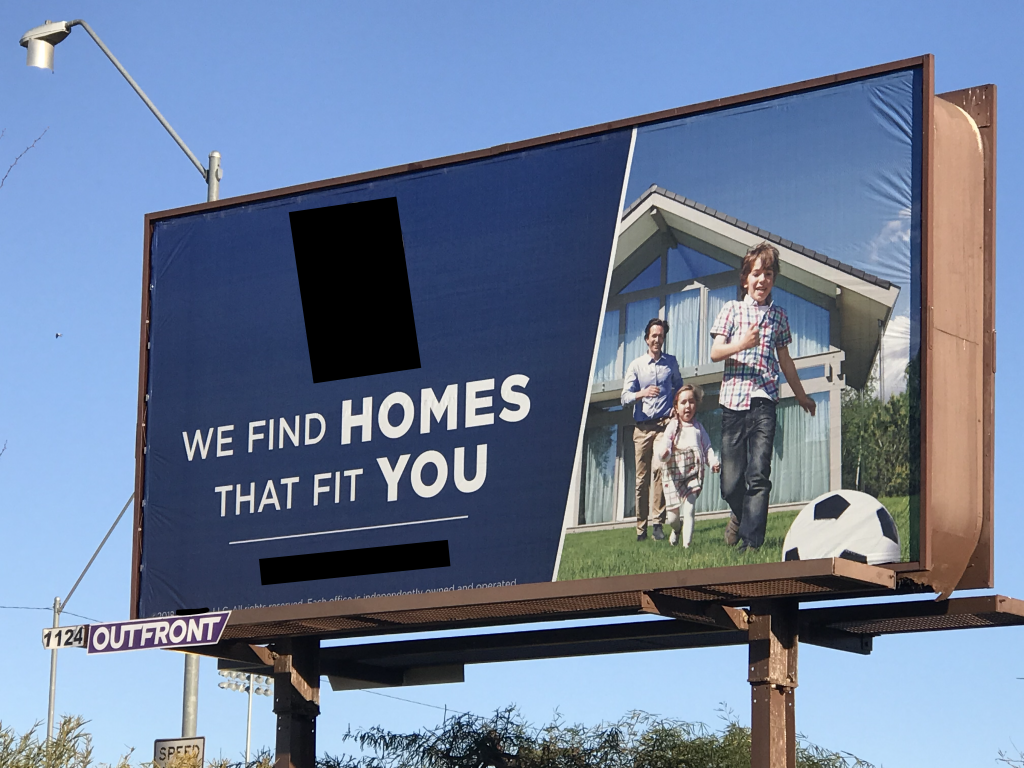 WE FIND HOMES
THAT FIT YOU
LLC. All rights reserved. Each office is independently owned and operated.
1124 OUTFRONT
SPEED